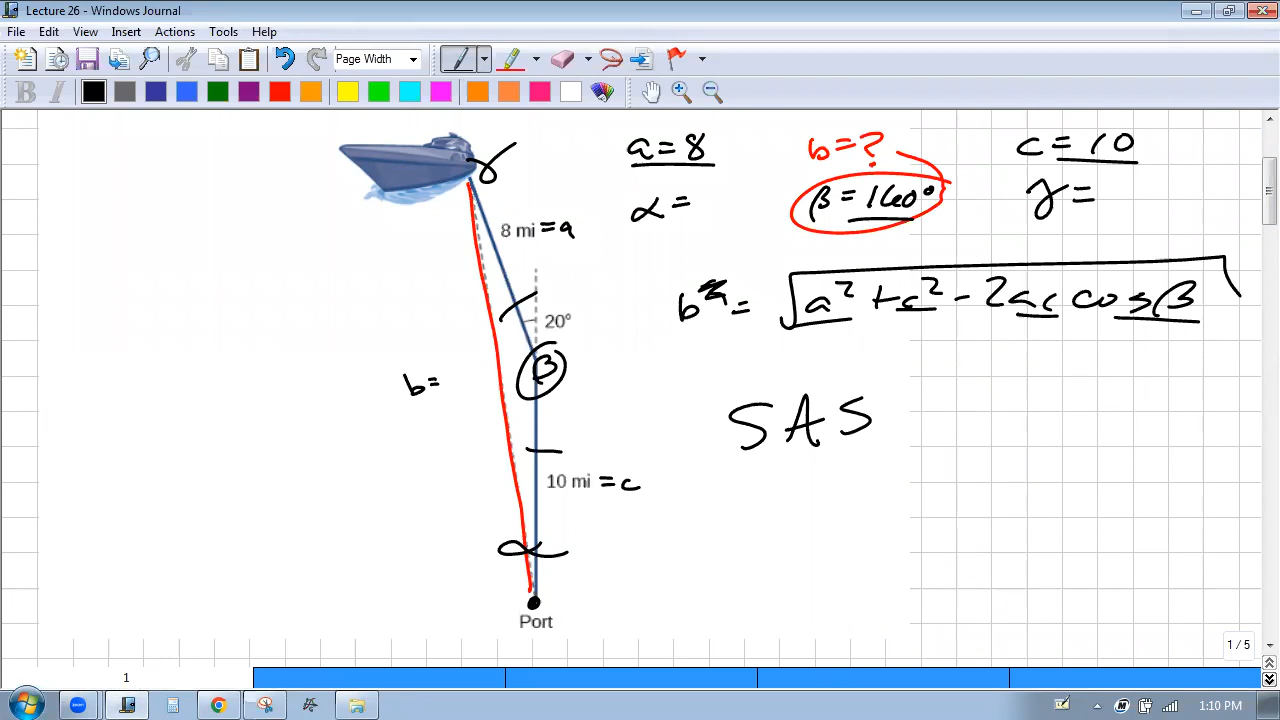 Lecture 26 - Windows Journal
File Edit View Insert Actions Tools Help
Page Width
B I
γ
a = 8 b = ? c = 10
α = β = 160° γ =
8 mi = a
b = √a² + c² - 2ac cos β
20°
β
b =
SAS
10 mi = c
α
Port
1 / 5
1
1:10 PM